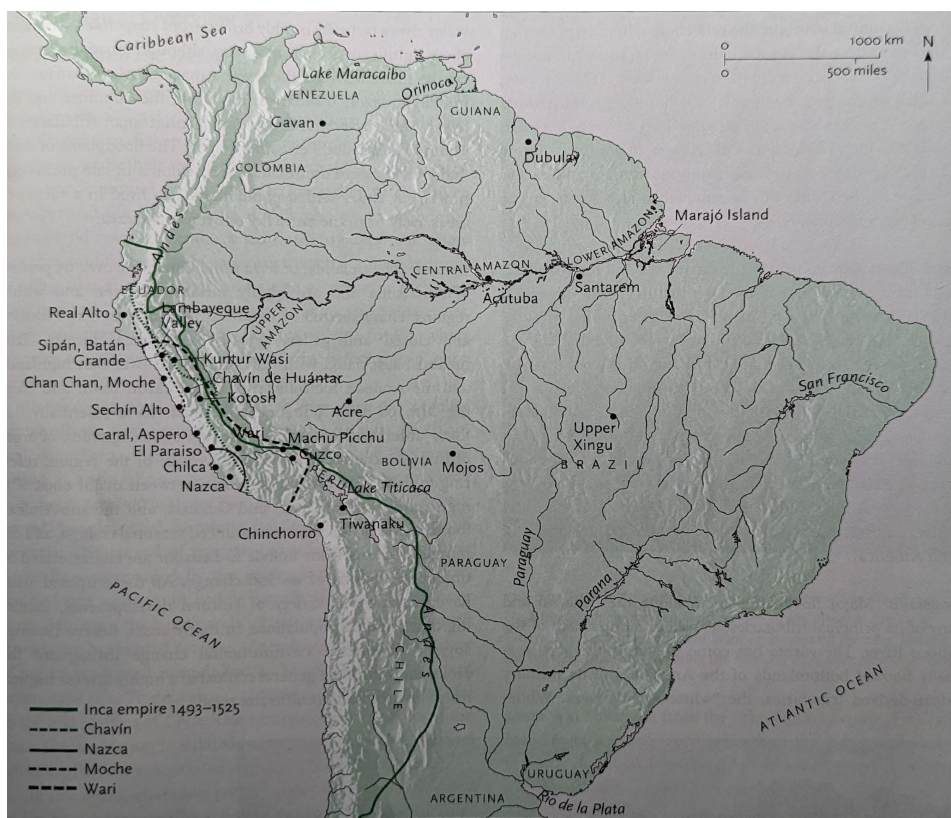 Caribbean Sea
0 1000 km
0 500 miles
N
Lake Maracaibo
Orinoco
VENEZUELA
GUIANA
Gavan
Dubulay
COLOMBIA
Marajó Island
Andes
LOWER AMAZON
CENTRAL AMAZON
Açutuba
Santarem
ECUADOR
UPPER
AMAZON
Real Alto
Lambayeque
Valley
Sipán, Batán
Grande
Kuntur Wasi
Chan Chan, Moche
Chavín de Huántar
Kotosh
San Francisco
Sechín Alto
Acre
Upper
Xingu
Caral, Aspero
Wari
Machu Picchu
El Paraiso
Cuzco
BOLIVIA
Mojos
BRAZIL
Chilca
PERU
Nazca
Lake Titicaca
Tiwanaku
Chinchorro
PARAGUAY
Paraguay
Parana
PACIFIC OCEAN
Andes
CHILE
ATLANTIC OCEAN
Inca empire 1493–1525
Chavín
Nazca
Moche
Wari
URUGUAY
ARGENTINA
Rio de la Plata